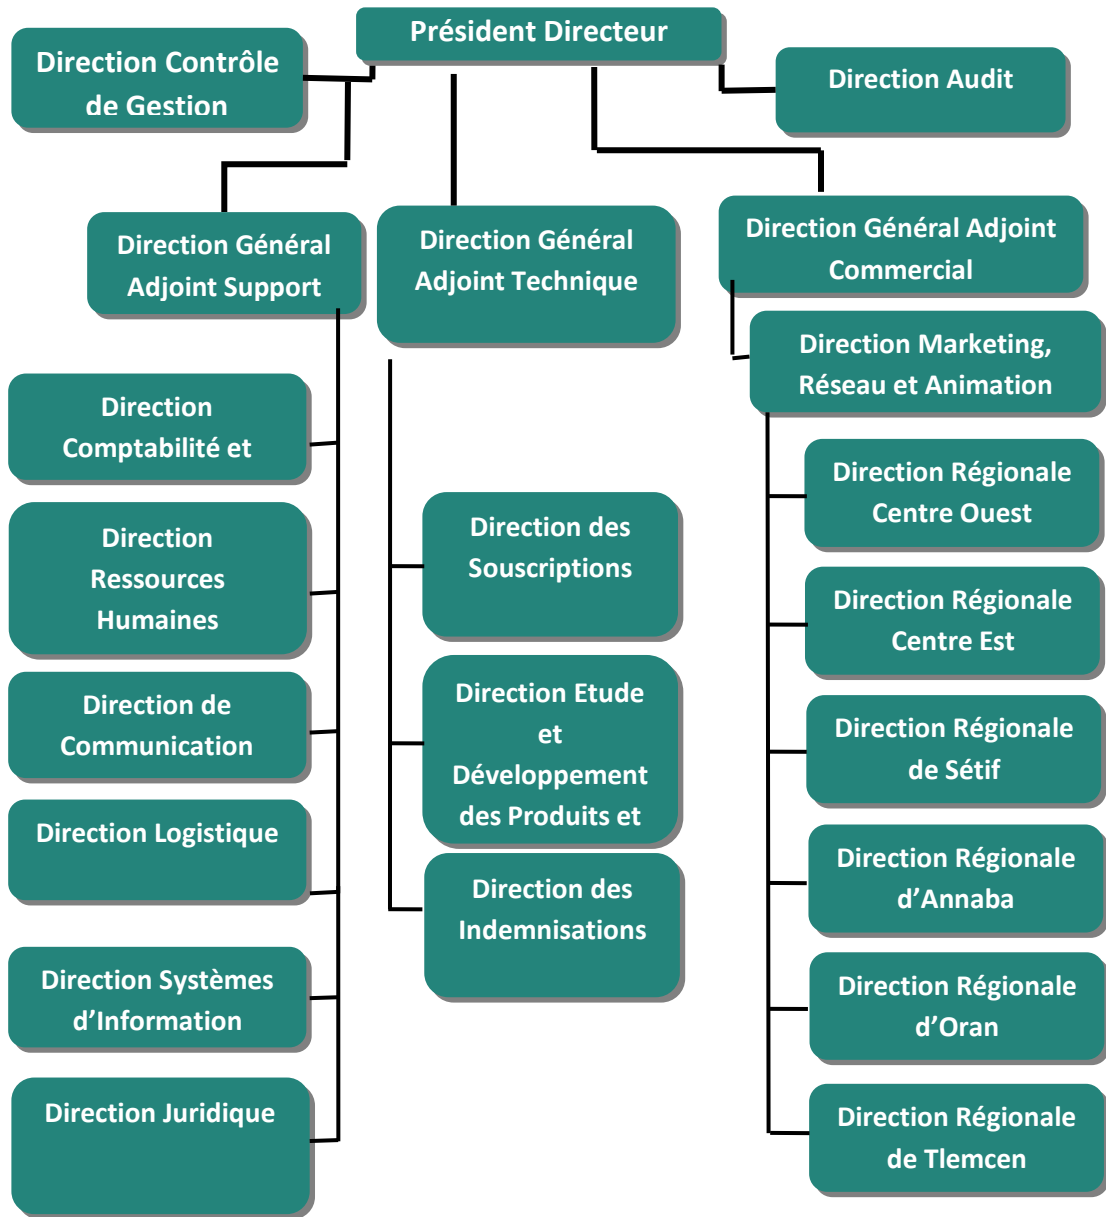 Président Directeur
Direction Contrôle
de Gestion
Direction Audit
Direction Général
Adjoint Support
Direction Général
Adjoint Technique
Direction Général Adjoint
Commercial
Direction Marketing,
Réseau et Animation
Direction
Comptabilité et
Direction
Ressources
Humaines
Direction de
Communication
Direction Logistique
Direction Systèmes
d’Information
Direction Juridique
Direction des
Souscriptions
Direction Etude
et
Développement
des Produits et
Direction des
Indemnisations
Direction Régionale
Centre Ouest
Direction Régionale
Centre Est
Direction Régionale
de Sétif
Direction Régionale
d’Annaba
Direction Régionale
d’Oran
Direction Régionale
de Tlemcen